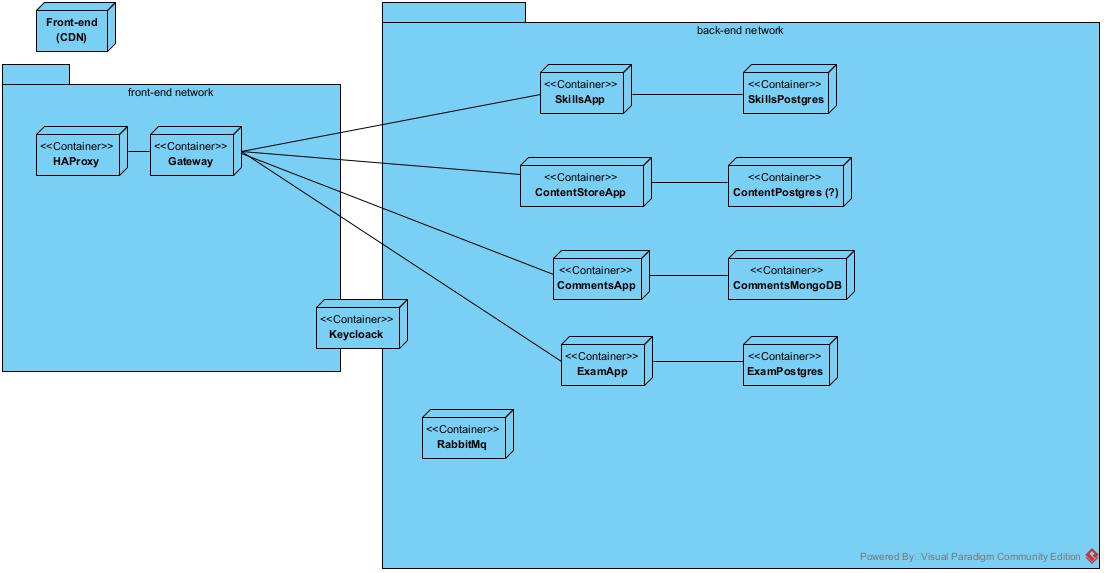 Front-end
(CDN)
front-end network
<<Container>>
HAProxy
<<Container>>
Gateway
<<Container>>
Keycloack
back-end network
<<Container>>
SkillsApp
<<Container>>
SkillsPostgres
<<Container>>
ContentStoreApp
<<Container>>
ContentPostgres (?)
<<Container>>
CommentsApp
<<Container>>
CommentsMongoDB
<<Container>>
ExamApp
<<Container>>
ExamPostgres
<<Container>>
RabbitMq
Powered By Visual Paradigm Community Edition